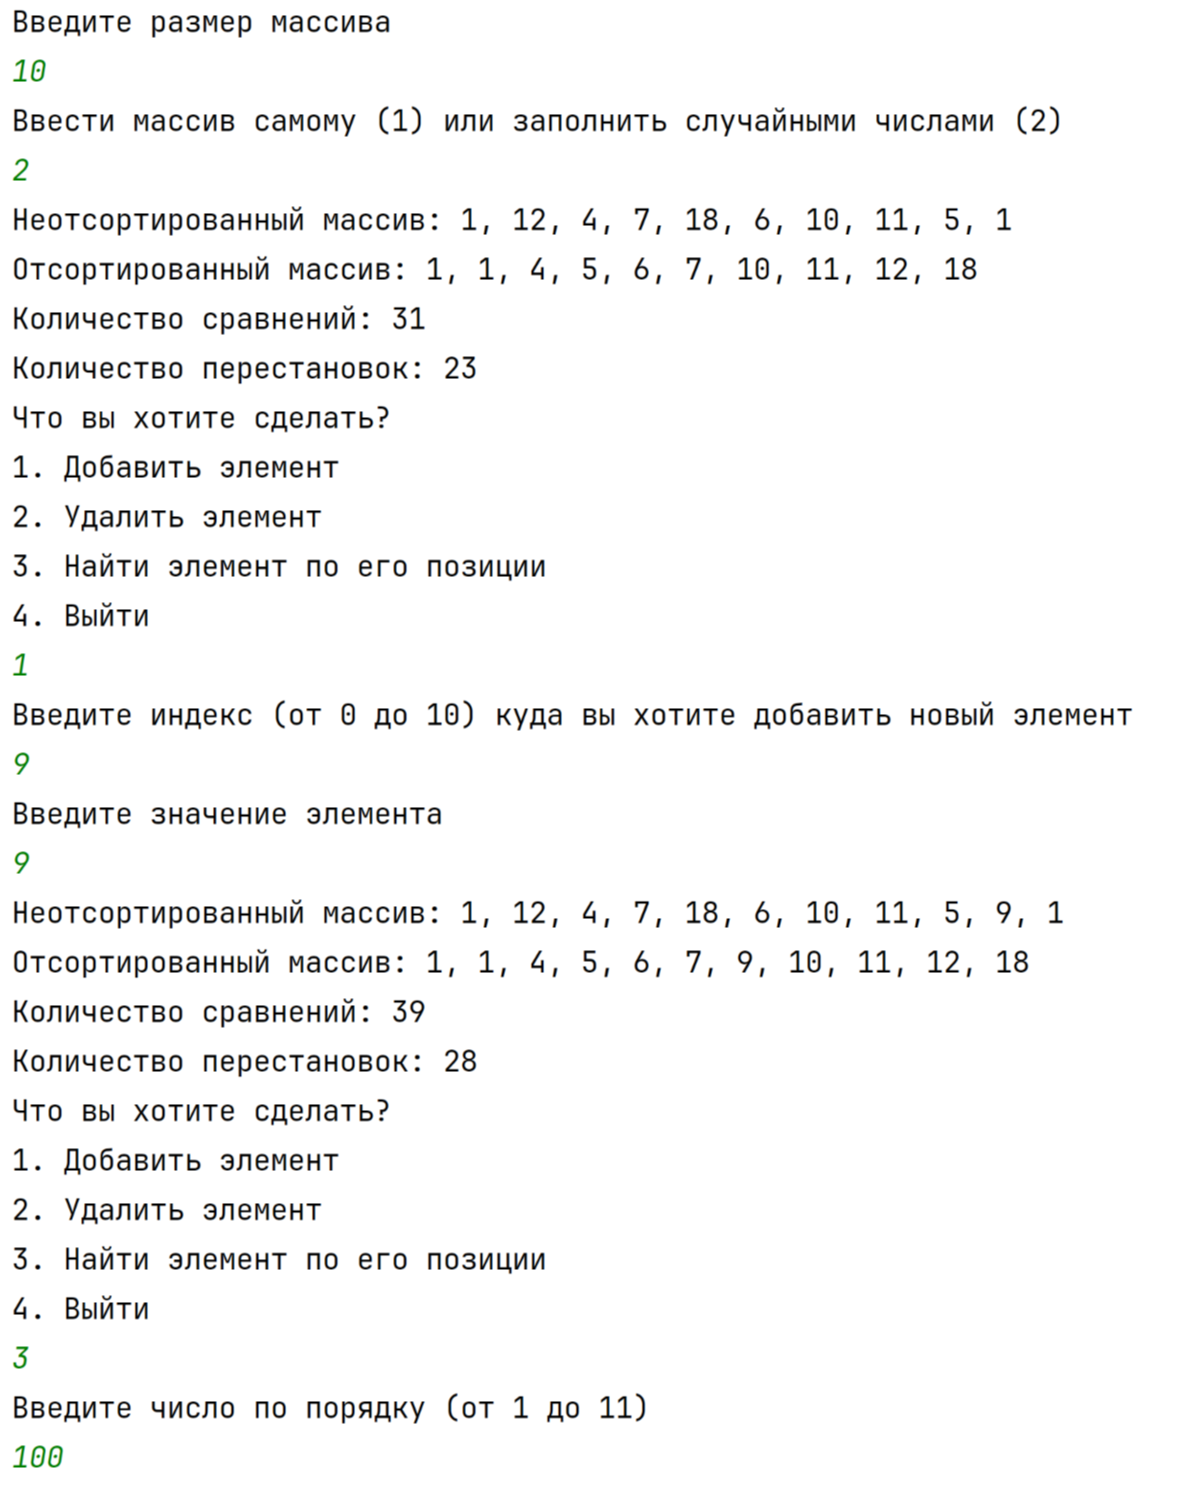 Введите размер массива
10
Ввести массив самому (1) или заполнить случайными числами (2)
2
Неотсортированный массив: 1, 12, 4, 7, 18, 6, 10, 11, 5, 1
Отсортированный массив: 1, 1, 4, 5, 6, 7, 10, 11, 12, 18
Количество сравнений: 31
Количество перестановок: 23
Что вы хотите сделать?
1. Добавить элемент
2. Удалить элемент
3. Найти элемент по его позиции
4. Выйти
1
Введите индекс (от 0 до 10) куда вы хотите добавить новый элемент
9
Введите значение элемента
9
Неотсортированный массив: 1, 12, 4, 7, 18, 6, 10, 11, 5, 9, 1
Отсортированный массив: 1, 1, 4, 5, 6, 7, 9, 10, 11, 12, 18
Количество сравнений: 39
Количество перестановок: 28
Что вы хотите сделать?
1. Добавить элемент
2. Удалить элемент
3. Найти элемент по его позиции
4. Выйти
3
Введите число по порядку (от 1 до 11)
100